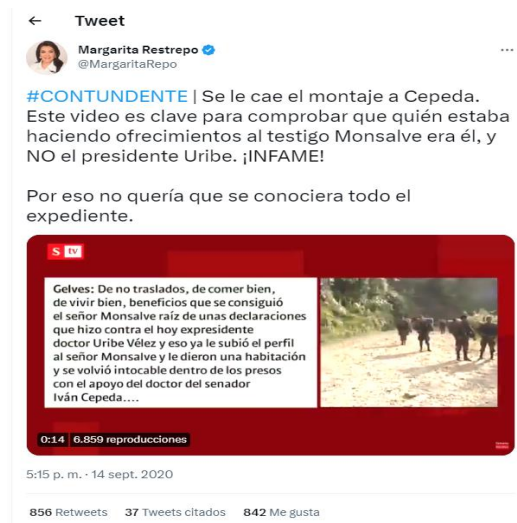 ← Tweet
Margarita Restrepo
@MargaritaRepo
#CONTUNDENTE | Se le cae el montaje a Cepeda.
Este video es clave para comprobar que quién estaba
haciendo ofrecimientos al testigo Monsalve era él, y
NO el presidente Uribe. ¡INFAME!
Por eso no quería que se conociera todo el
expediente.
S tv
Gelves: De no traslados, de comer bien,
de vivir bien, beneficios que se consiguió
el señor Monsalve raíz de unas declaraciones
que hizo contra el hoy expresidente
doctor Uribe Vélez y eso ya le subió el perfil
al señor Monsalve y le dieron una habitación
y se volvió intocable dentro de los presos
con el apoyo del doctor del senador
Iván Cepeda....
0:14 6.859 reproducciones
5:15 p. m. · 14 sept. 2020
856 Retweets 37 Tweets citados 842 Me gusta